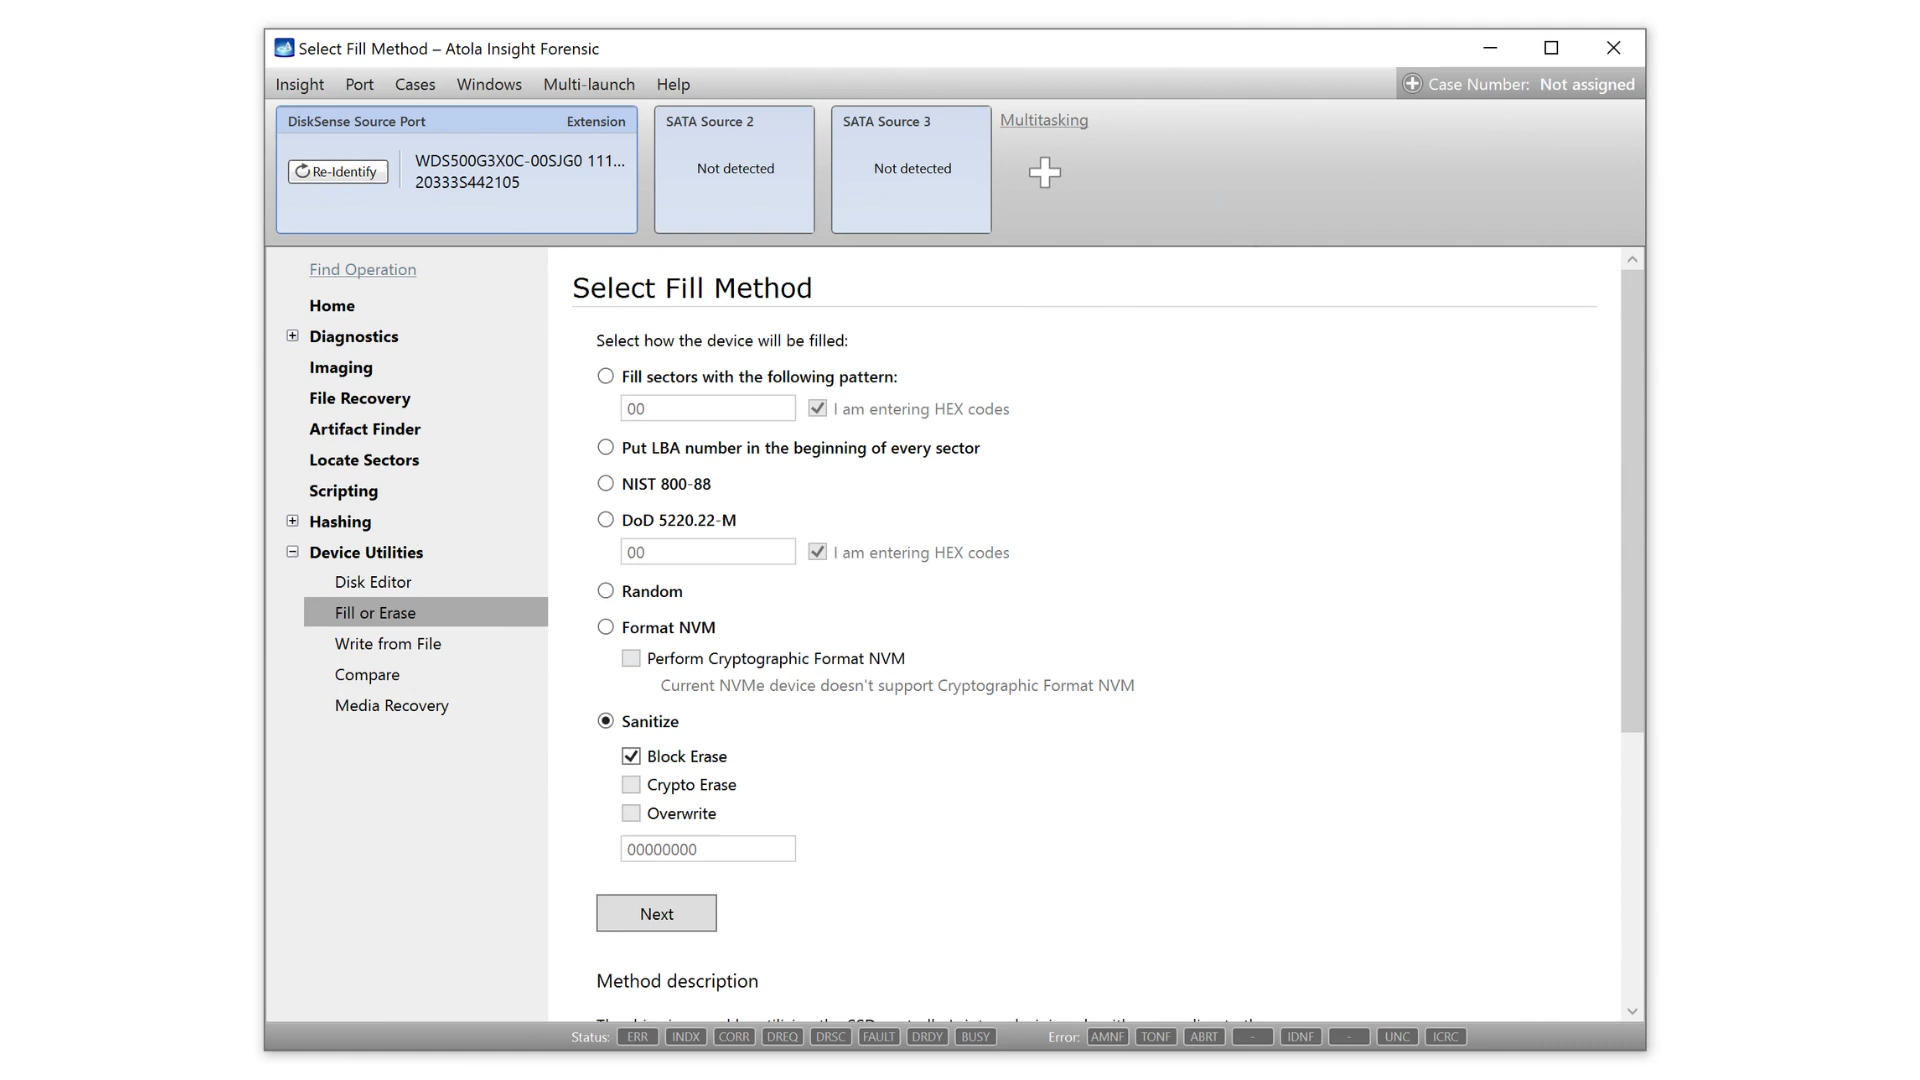 Select Fill Method – Atola Insight Forensic
Insight Port Cases Windows Multi-launch Help
Case Number: Not assigned
DiskSense Source Port Extension
Re-Identify
WDS500G3X0C-00SJG0 111...
20333S442105
SATA Source 2
Not detected
SATA Source 3
Not detected
Multitasking
Find Operation
Home
Diagnostics
Imaging
File Recovery
Artifact Finder
Locate Sectors
Scripting
Hashing
Device Utilities
Disk Editor
Fill or Erase
Write from File
Compare
Media Recovery
Select Fill Method
Select how the device will be filled:
Fill sectors with the following pattern:
00 I am entering HEX codes
Put LBA number in the beginning of every sector
NIST 800-88
DoD 5220.22-M
00 I am entering HEX codes
Random
Format NVM
Perform Cryptographic Format NVM
Current NVMe device doesn't support Cryptographic Format NVM
Sanitize
Block Erase
Crypto Erase
Overwrite
00000000
Next
Method description
Status: ERR INDX CORR DREQ DRSC FAULT DRDY BUSY Error: AMNF TONF ABRT - IDNF - UNC ICRC